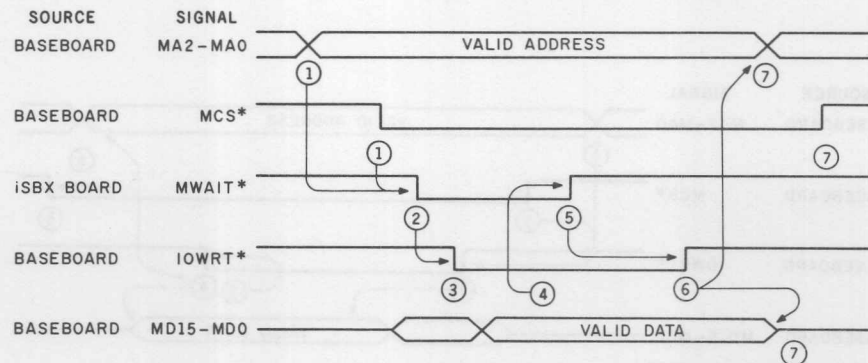 SOURCE SIGNAL
BASEBOARD MA2-MA0 VALID ADDRESS
1 7
BASEBOARD MCS*
1 7
iSBX BOARD MWAIT*
2 5
BASEBOARD IOWRT*
3 4 6
BASEBOARD MD15-MD0 VALID DATA
7